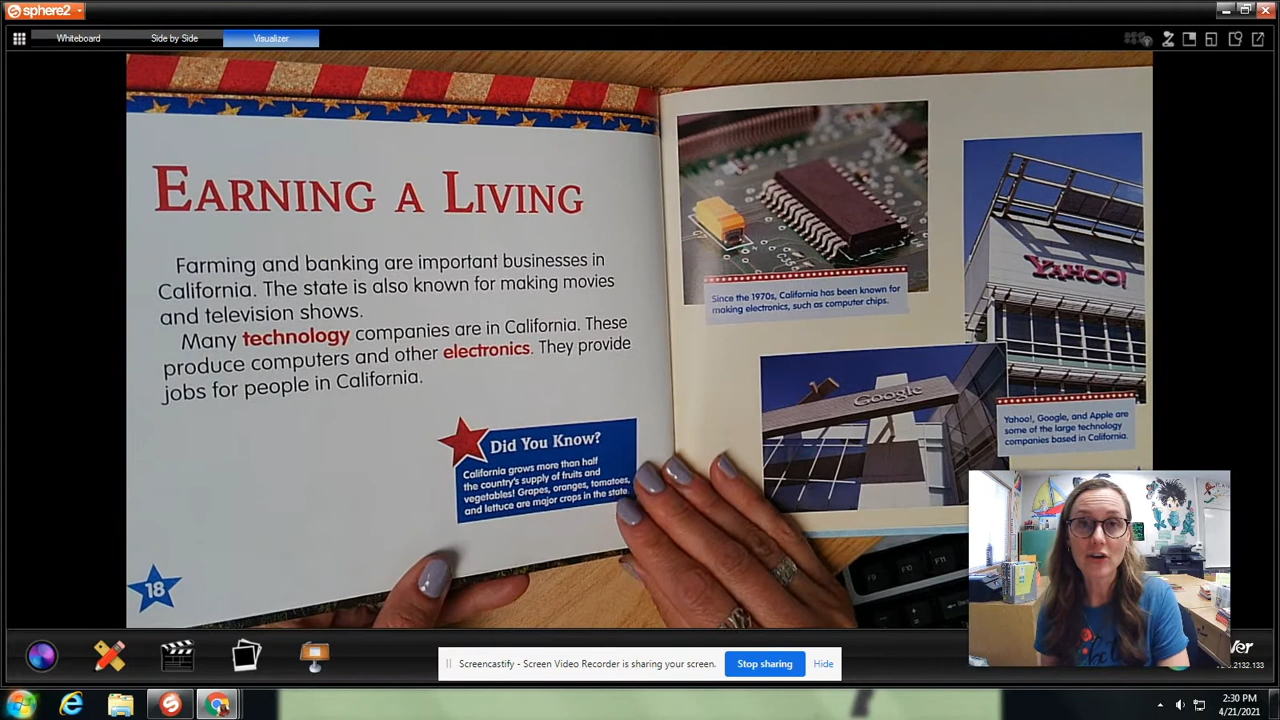 sphere2
Whiteboard
Side by Side
Visualizer
EARNING A LIVING
Farming and banking are important businesses in
California. The state is also known for making movies
and television shows.
Many technology companies are in California. These
produce computers and other electronics. They provide
jobs for people in California.
Did You Know?
California grows more than half
the country's supply of fruits and
vegetables! Grapes, oranges, tomatoes,
and lettuce are major crops in the state.
18
Since the 1970s, California has been known for
making electronics, such as computer chips.
YAHOO!
Google
Yahoo!, Google, and Apple are
some of the large technology
companies based in California.
F9
F10
F11
Screencastify - Screen Video Recorder is sharing your screen.
Stop sharing
Hide
2:30 PM
4/21/2021